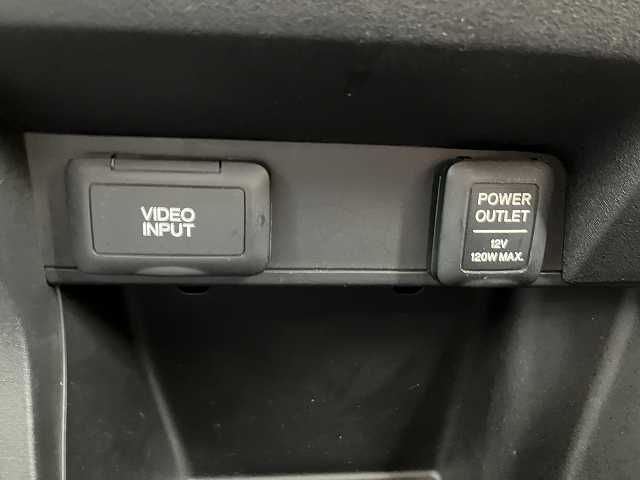 VIDEO
INPUT
POWER
OUTLET
12V
120W MAX.